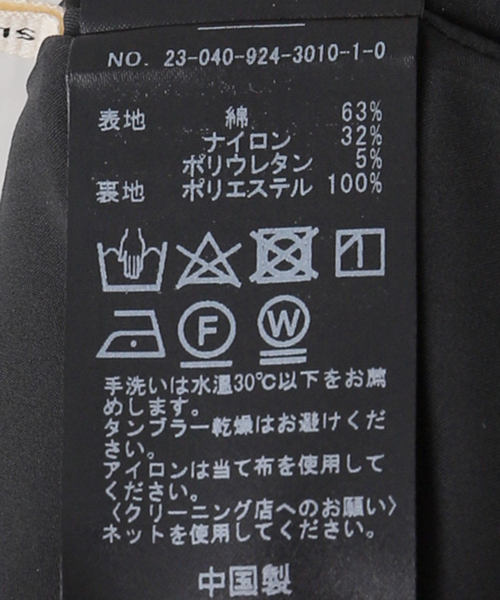 NO. 23-040-924-3010-1-0
表地 綿 63%
ナイロン 32%
ポリウレタン 5%
裏地 ポリエステル 100%
F W
手洗いは水温30℃以下をお薦
めします。
タンブラー乾燥はお避けくだ
さい。
アイロンは当て布を使用して
ください。
〈クリーニング店へのお願い〉
ネットを使用してください。
中国製